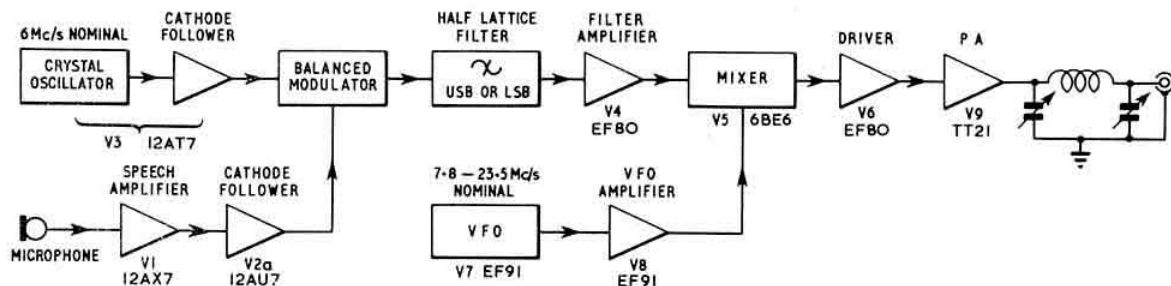 6Mc/s NOMINAL
CRYSTAL
OSCILLATOR
CATHODE
FOLLOWER
V3 12AT7
BALANCED
MODULATOR
HALF LATTICE
FILTER
USB OR LSB
FILTER
AMPLIFIER
V4
EF80
MIXER
V5 6BE6
DRIVER
V6
EF80
PA
V9
TT21
MICROPHONE
SPEECH
AMPLIFIER
V1
12AX7
CATHODE
FOLLOWER
V2a
12AU7
7·8 — 23·5Mc/s
NOMINAL
VFO
V7 EF91
VFO
AMPLIFIER
V8
EF91